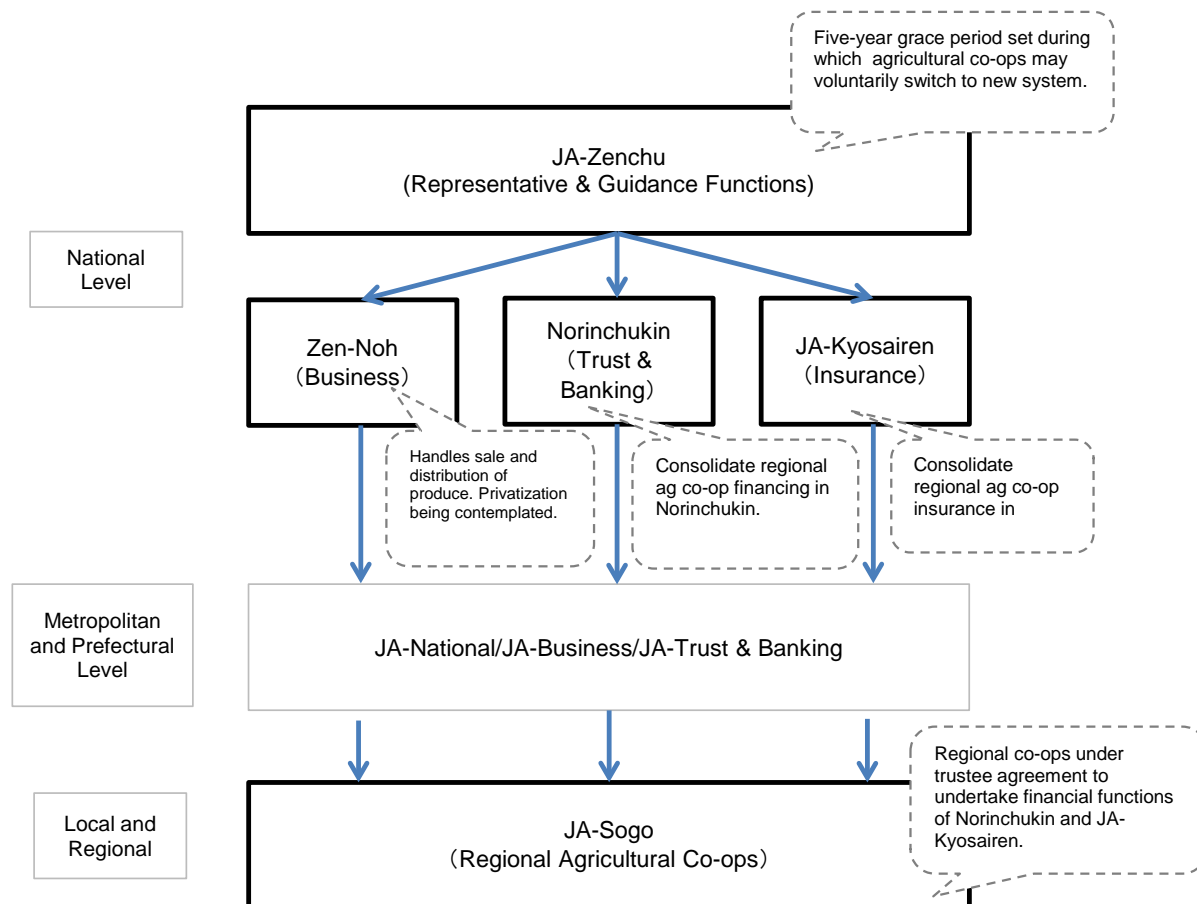 Five-year grace period set during
which agricultural co-ops may
voluntarily switch to new system.
JA-Zenchu
(Representative & Guidance Functions)
National
Level
Zen-Noh
（Business）
Norinchukin
（Trust &
Banking）
JA-Kyosairen
（Insurance）
Handles sale and
distribution of
produce. Privatization
being contemplated.
Consolidate regional
ag co-op financing in
Norinchukin.
Consolidate
regional ag co-op
insurance in
Metropolitan
and Prefectural
Level
JA-National/JA-Business/JA-Trust & Banking
Regional co-ops under
trustee agreement to
undertake financial functions
of Norinchukin and JA-
Kyosairen.
Local and
Regional
JA-Sogo
（Regional Agricultural Co-ops）